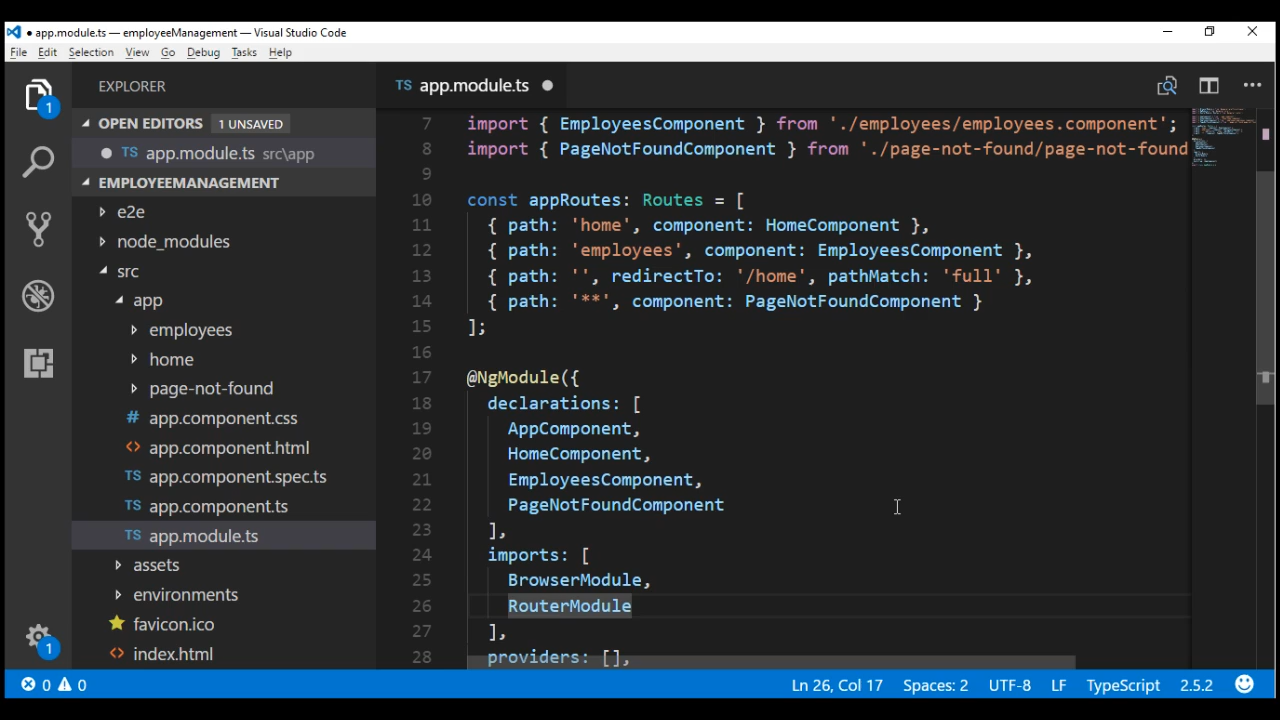 • app.module.ts — employeeManagement — Visual Studio Code
File Edit Selection View Go Debug Tasks Help
EXPLORER
OPEN EDITORS 1 UNSAVED
TS app.module.ts src\app
EMPLOYEEMANAGEMENT
e2e
node_modules
src
app
employees
home
page-not-found
# app.component.css
<> app.component.html
TS app.component.spec.ts
TS app.component.ts
TS app.module.ts
assets
environments
favicon.ico
<> index.html
1
1
TS app.module.ts
7 import { EmployeesComponent } from './employees/employees.component';
8 import { PageNotFoundComponent } from './page-not-found/page-not-found
9
10 const appRoutes: Routes = [
11 { path: 'home', component: HomeComponent },
12 { path: 'employees', component: EmployeesComponent },
13 { path: '', redirectTo: '/home', pathMatch: 'full' },
14 { path: '**', component: PageNotFoundComponent }
15 ];
16
17 @NgModule({
18 declarations: [
19 AppComponent,
20 HomeComponent,
21 EmployeesComponent,
22 PageNotFoundComponent
23 ],
24 imports: [
25 BrowserModule,
26 RouterModule
27 ],
28 providers: [],
0 0 Ln 26, Col 17 Spaces: 2 UTF-8 LF TypeScript 2.5.2